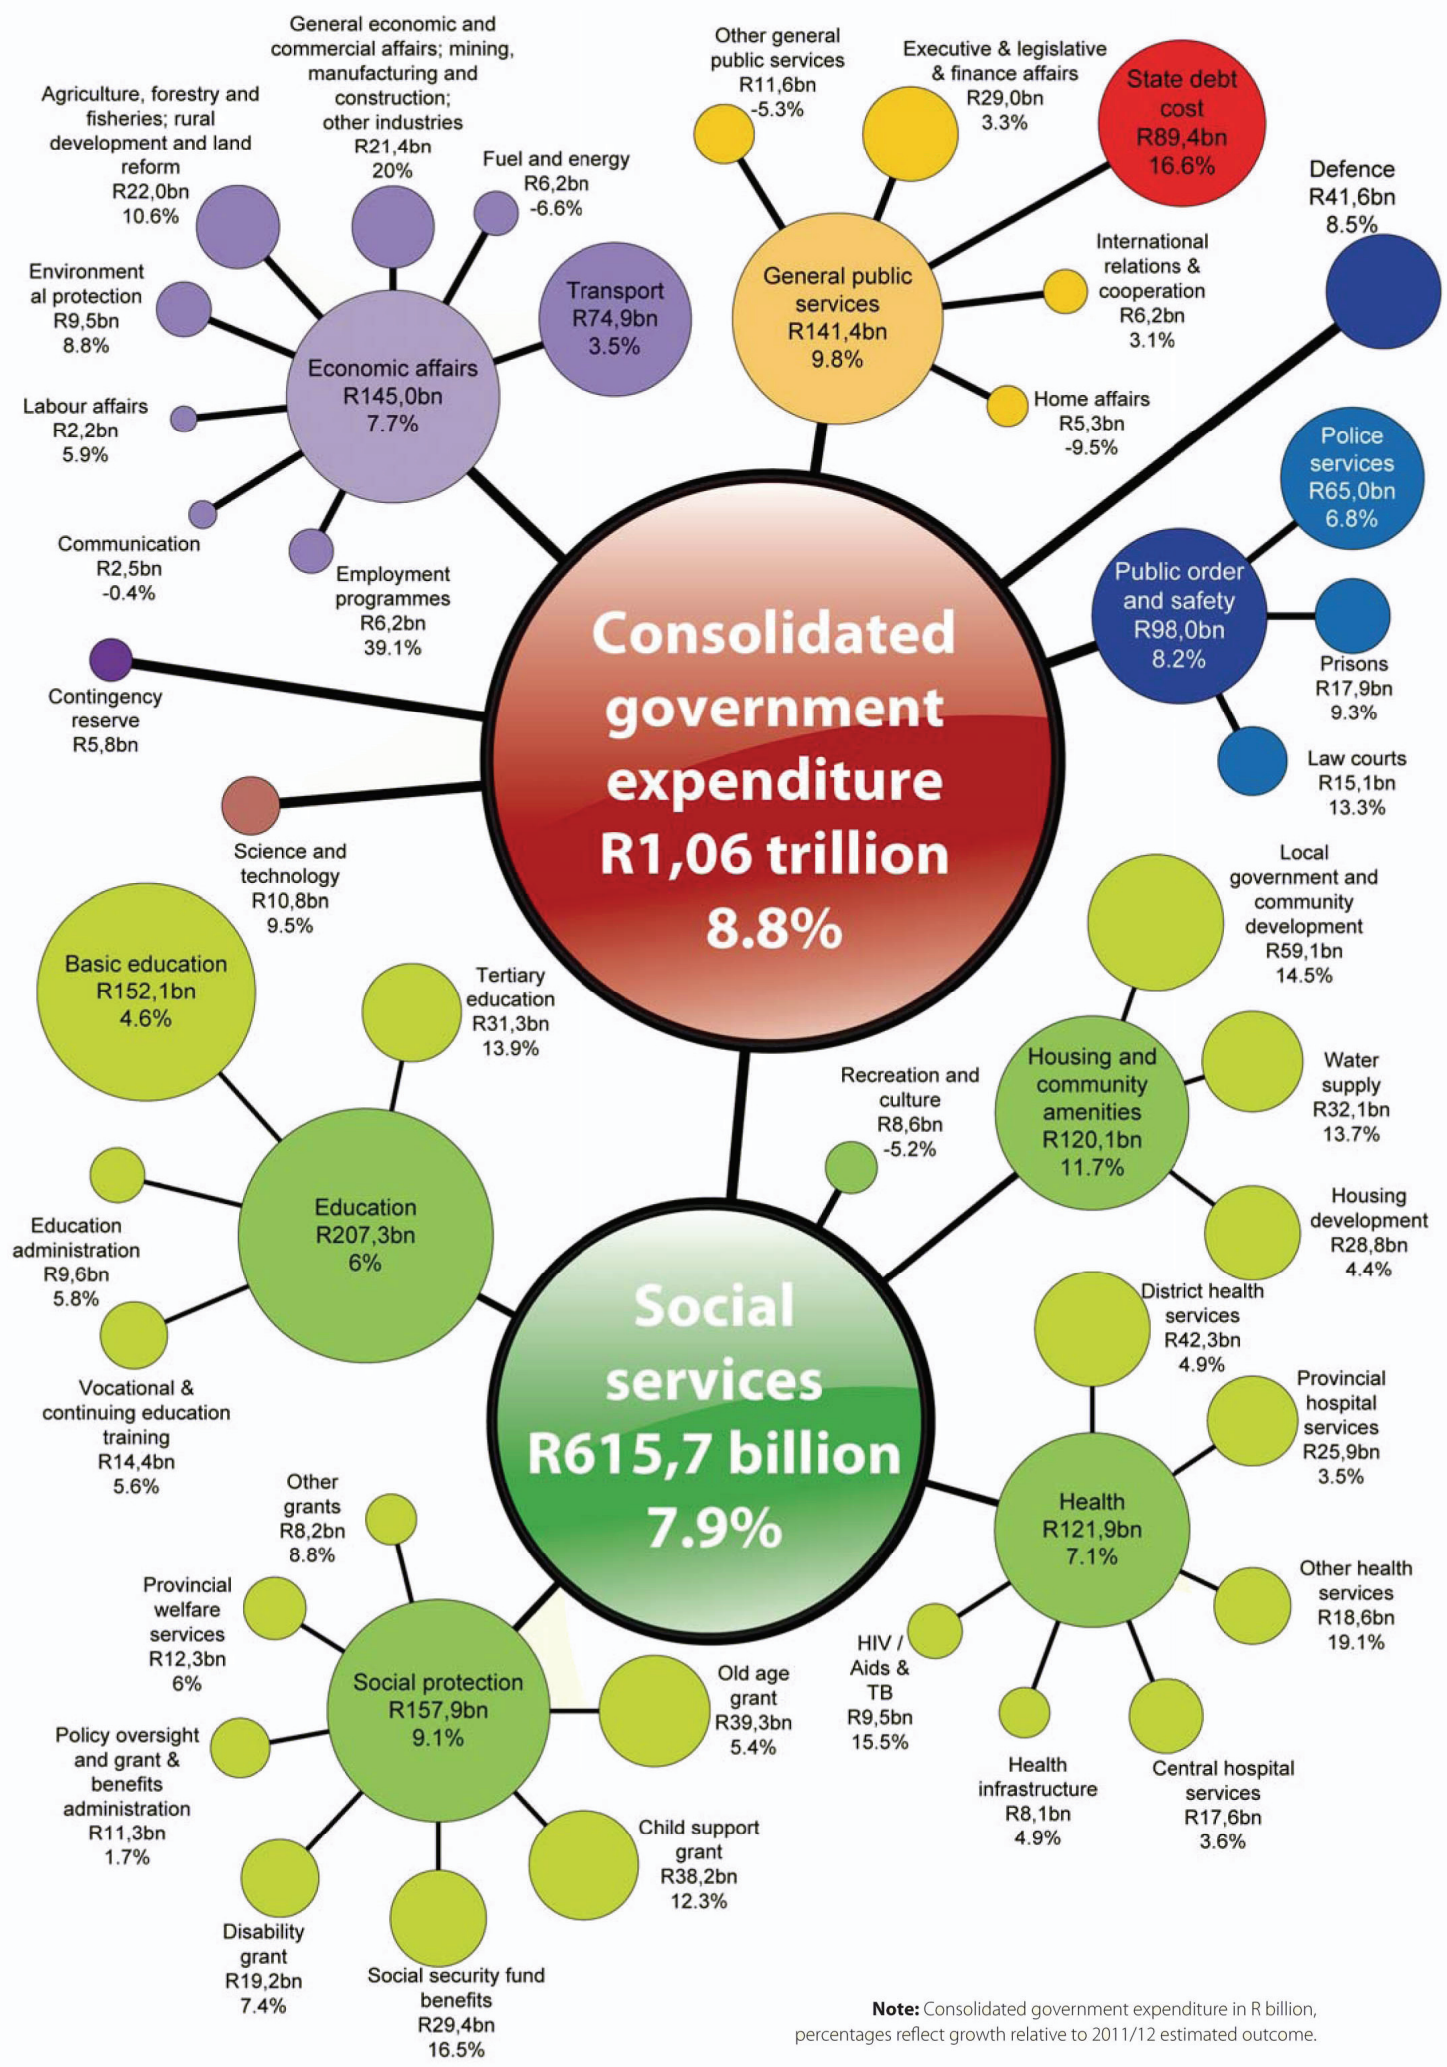 General economic and
commercial affairs; mining,
manufacturing and
construction;
other industries
R21,4bn
20%
Agriculture, forestry and
fisheries; rural
development and land
reform
R22,0bn
10.6%
Fuel and energy
R6,2bn
-6.6%
Environment
al protection
R9,5bn
8.8%
Transport
R74,9bn
3.5%
Economic affairs
R145,0bn
7.7%
Labour affairs
R2,2bn
5.9%
Communication
R2,5bn
-0.4%
Employment
programmes
R6,2bn
39.1%
Other general
public services
R11,6bn
-5.3%
Executive & legislative
& finance affairs
R29,0bn
3.3%
State debt
cost
R89,4bn
16.6%
General public
services
R141,4bn
9.8%
International
relations &
cooperation
R6,2bn
3.1%
Home affairs
R5,3bn
-9.5%
Defence
R41,6bn
8.5%
Police
services
R65,0bn
6.8%
Public order
and safety
R98,0bn
8.2%
Prisons
R17,9bn
9.3%
Law courts
R15,1bn
13.3%
Contingency
reserve
R5,8bn
Science and
technology
R10,8bn
9.5%
Consolidated
government
expenditure
R1,06 trillion
8.8%
Basic education
R152,1bn
4.6%
Tertiary
education
R31,3bn
13.9%
Education
R207,3bn
6%
Education
administration
R9,6bn
5.8%
Vocational &
continuing education
training
R14,4bn
5.6%
Recreation and
culture
R8,6bn
-5.2%
Local
government and
community
development
R59,1bn
14.5%
Housing and
community
amenities
R120,1bn
11.7%
Water
supply
R32,1bn
13.7%
Housing
development
R28,8bn
4.4%
Social
services
R615,7 billion
7.9%
District health
services
R42,3bn
4.9%
Provincial
hospital
services
R25,9bn
3.5%
Health
R121,9bn
7.1%
Other health
services
R18,6bn
19.1%
HIV /
Aids &
TB
R9,5bn
15.5%
Health
infrastructure
R8,1bn
4.9%
Central hospital
services
R17,6bn
3.6%
Other
grants
R8,2bn
8.8%
Provincial
welfare
services
R12,3bn
6%
Social protection
R157,9bn
9.1%
Old age
grant
R39,3bn
5.4%
Policy oversight
and grant &
benefits
administration
R11,3bn
1.7%
Child support
grant
R38,2bn
12.3%
Disability
grant
R19,2bn
7.4%
Social security fund
benefits
R29,4bn
16.5%
Note: Consolidated government expenditure in R billion,
percentages reflect growth relative to 2011/12 estimated outcome.